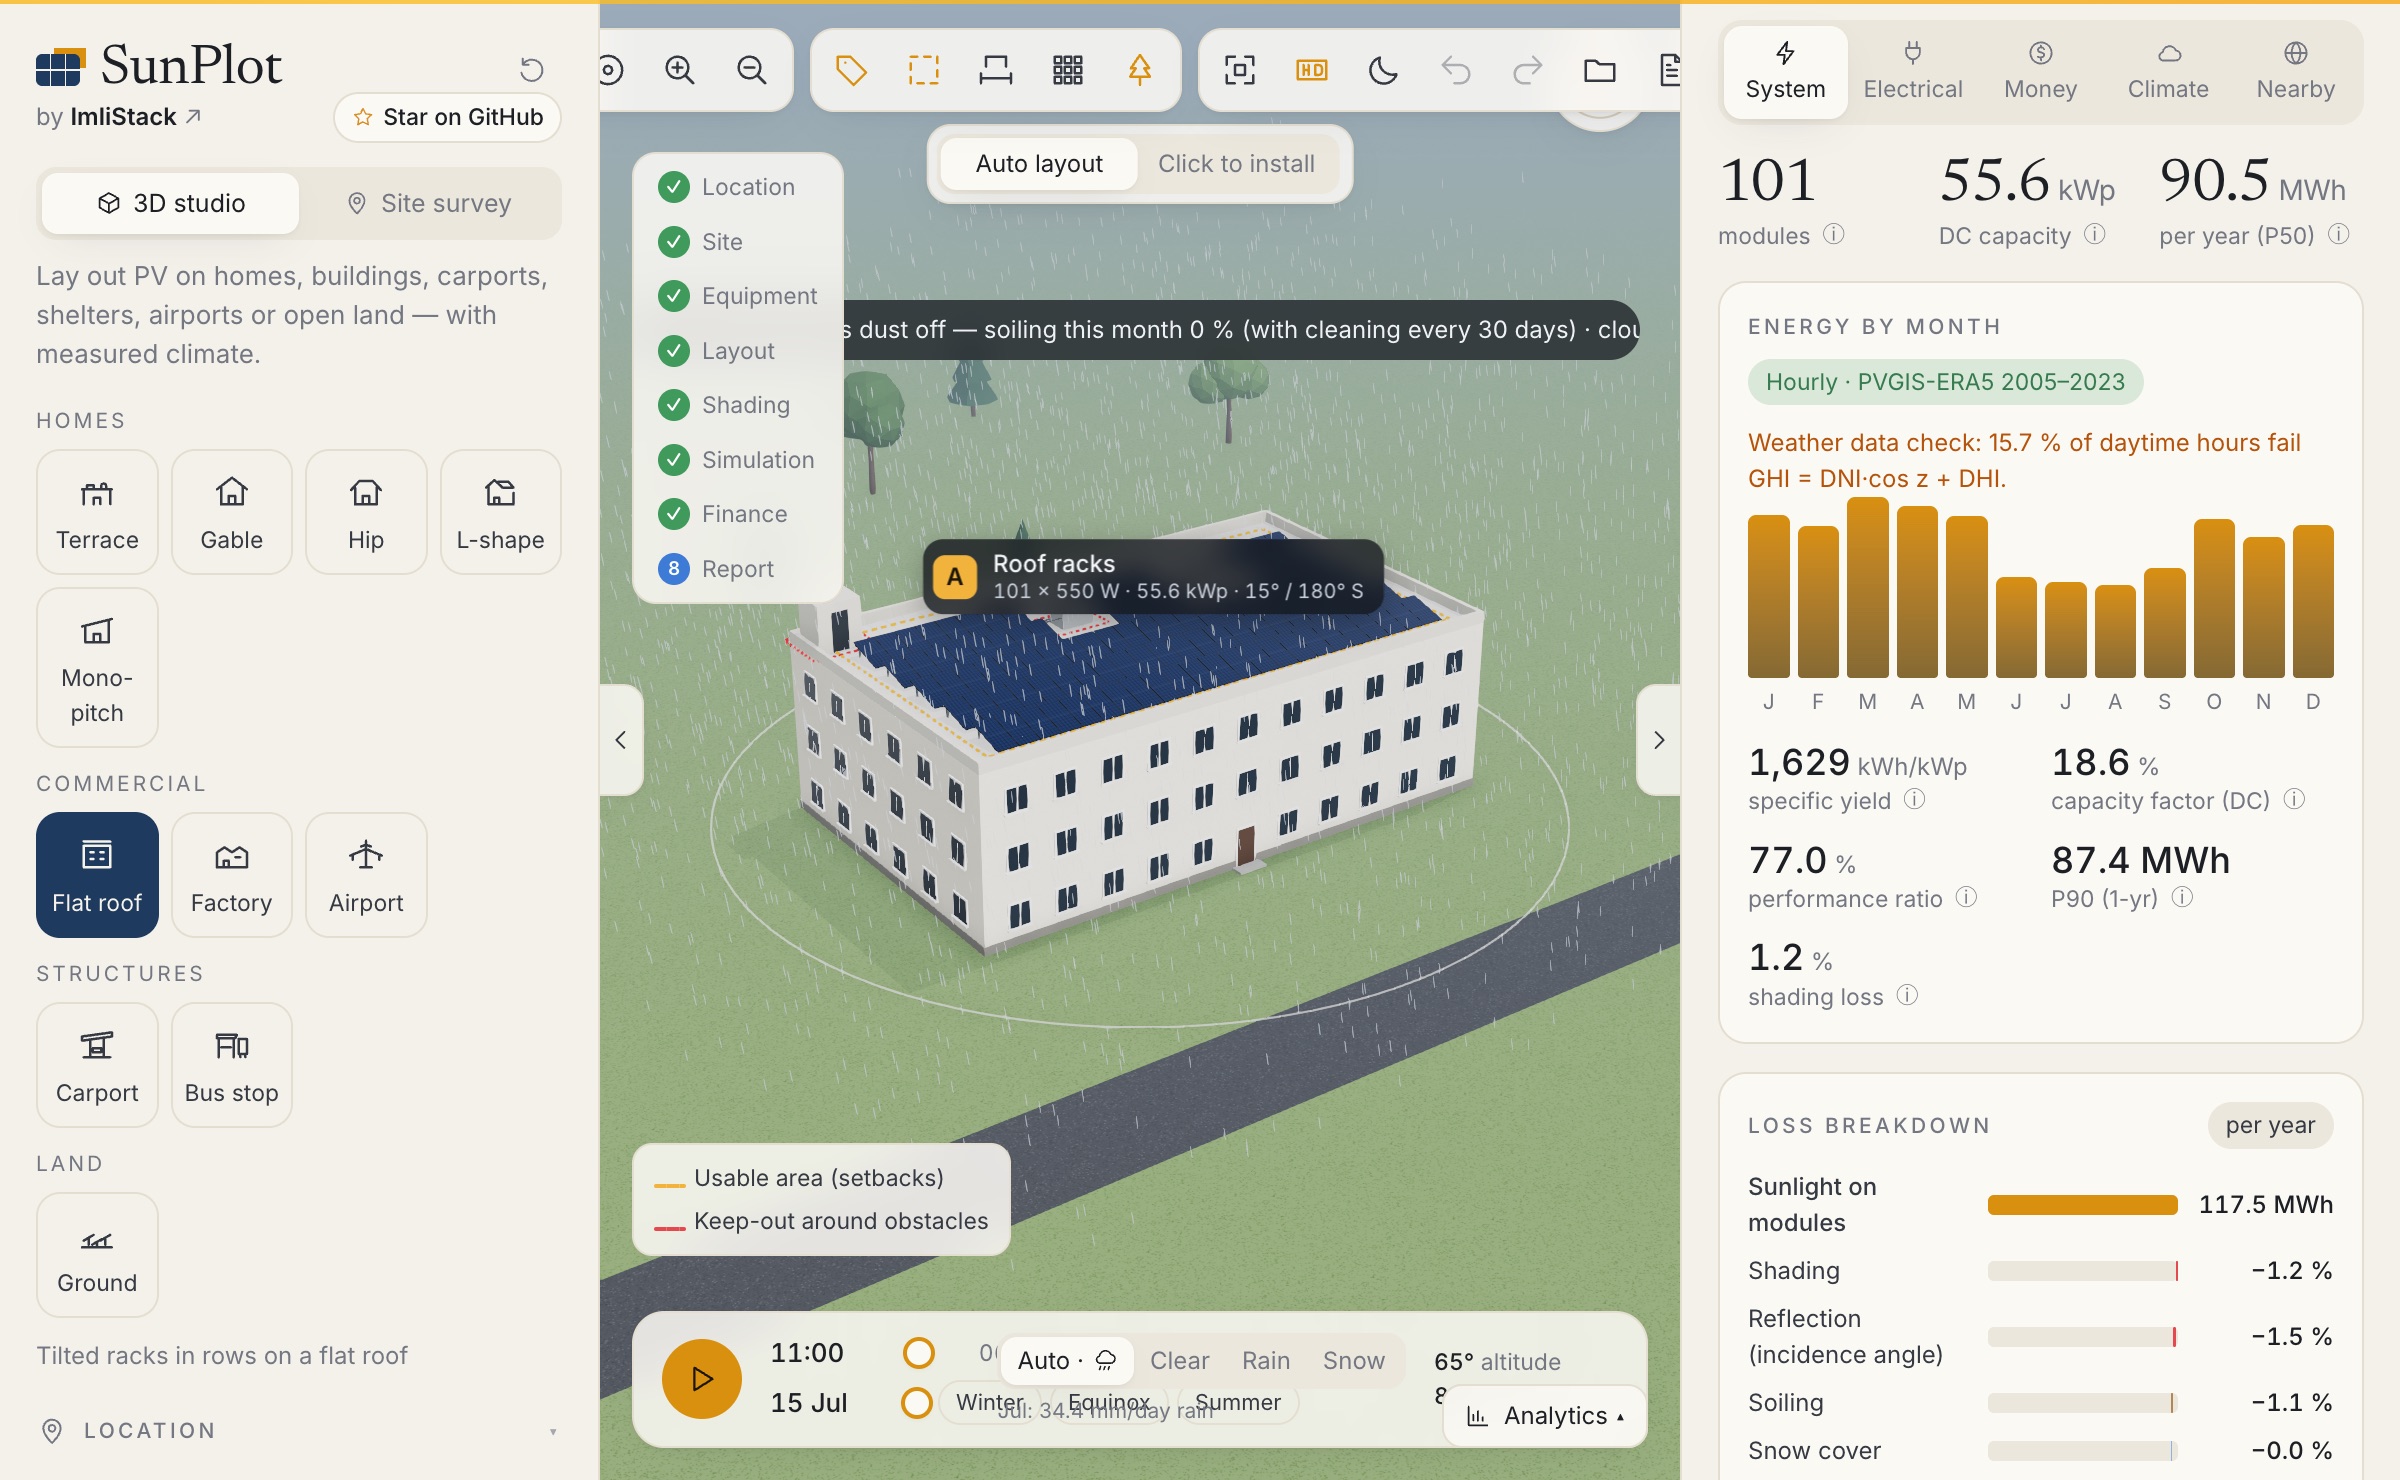 SunPlot
by ImliStack
Star on GitHub
3D studio
Site survey
Lay out PV on homes, buildings, carports,
shelters, airports or open land — with
measured climate.
HOMES
Terrace
Gable
Hip
L-shape
Mono-
pitch
COMMERCIAL
Flat roof
Factory
Airport
STRUCTURES
Carport
Bus stop
LAND
Ground
Tilted racks in rows on a flat roof
LOCATION
HD
Auto layout
Click to install
Location
Site
Equipment
Layout
Shading
Simulation
Finance
8 Report
dust off — soiling this month 0 % (with cleaning every 30 days) ·
A
Roof racks
101 × 550 W · 55.6 kWp · 15° / 180° S
Usable area (setbacks)
Keep-out around obstacles
11:00
15 Jul
Auto ·
Clear
Rain
Snow
Winter
Equinox
Summer
Jul: 34.4 mm/day rain
65° altitude
Analytics
System
Electrical
Money
Climate
Nearby
101
modules
55.6 kWp
DC capacity
90.5 MWh
per year (P50)
ENERGY BY MONTH
Hourly · PVGIS-ERA5 2005–2023
Weather data check: 15.7 % of daytime hours fail
GHI = DNI·cos z + DHI.
J F M A M J J A S O N D
1,629 kWh/kWp
specific yield
18.6 %
capacity factor (DC)
77.0 %
performance ratio
87.4 MWh
P90 (1-yr)
1.2 %
shading loss
LOSS BREAKDOWN
per year
Sunlight on
modules
117.5 MWh
Shading
−1.2 %
Reflection
(incidence angle)
−1.5 %
Soiling
−1.1 %
Snow cover
−0.0 %